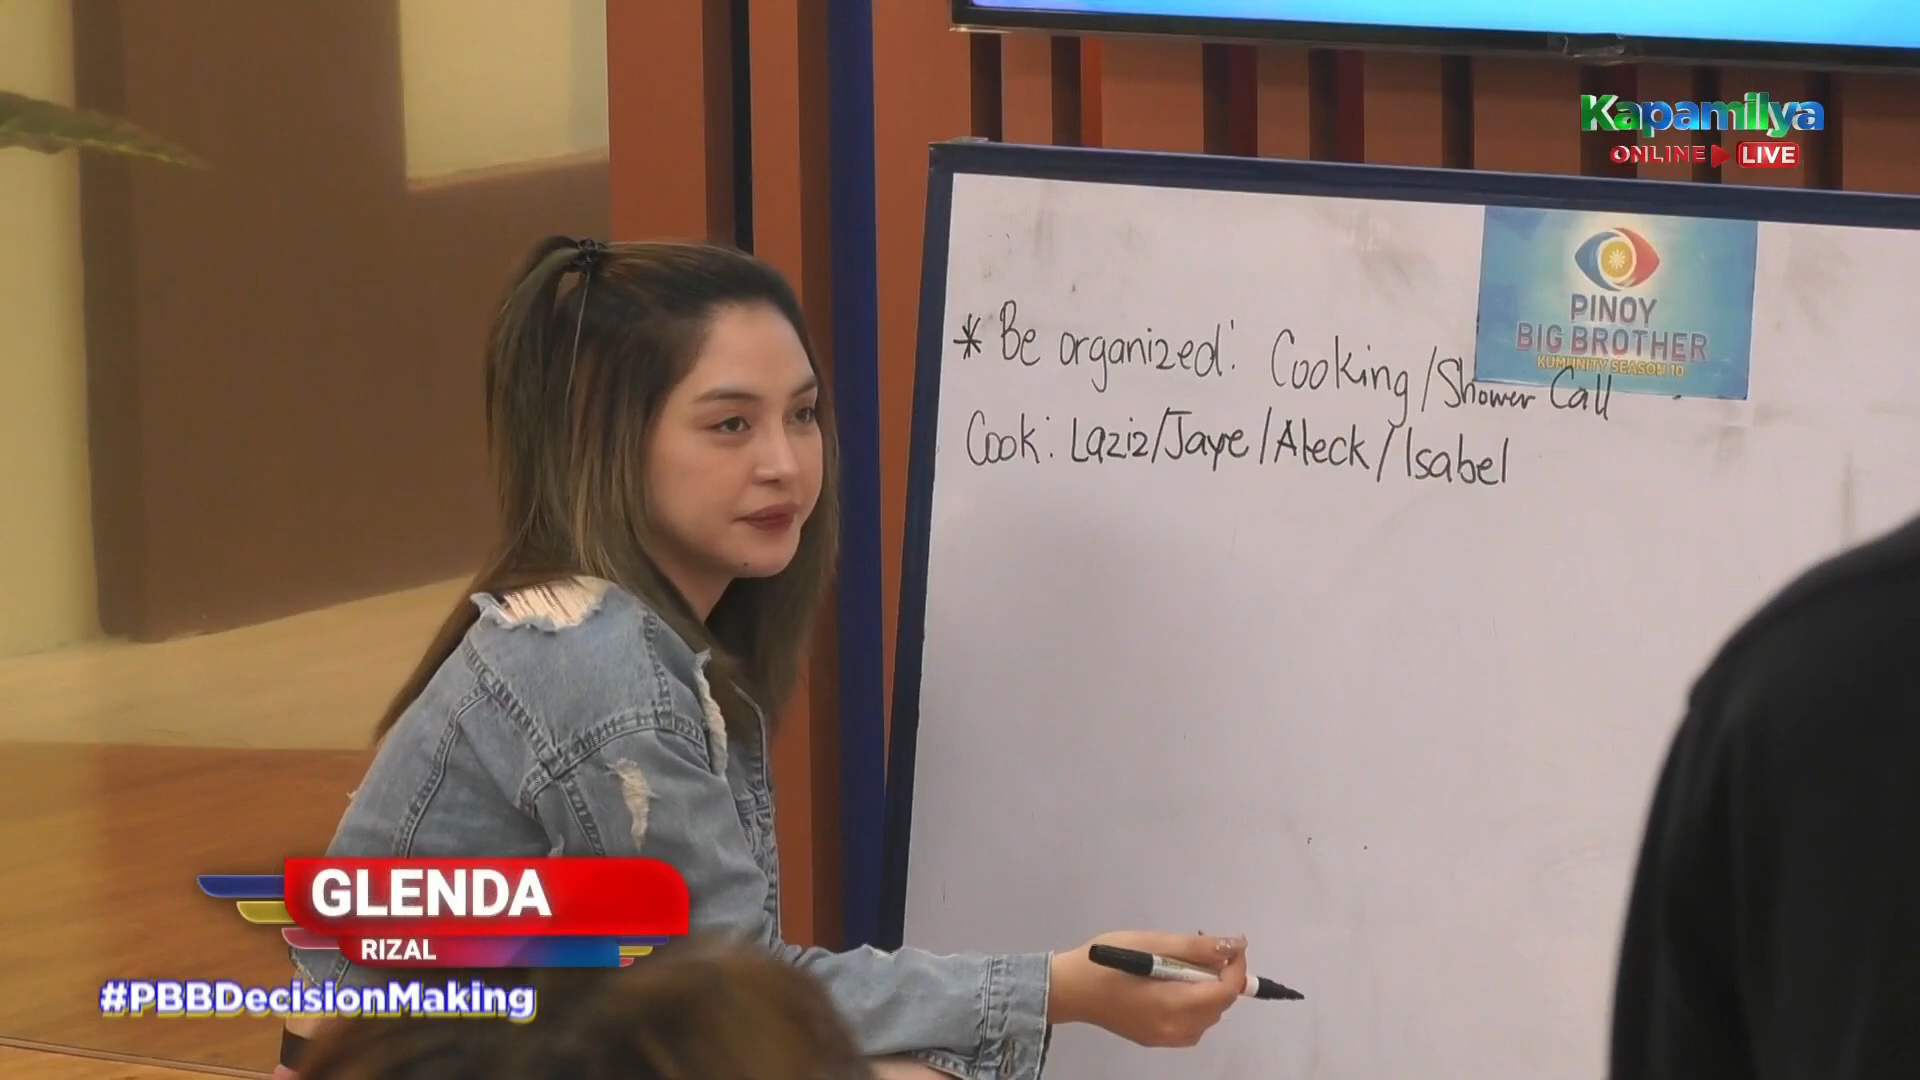 Kapamilya
ONLINE LIVE
PINOY
BIG BROTHER
KUMUNITY SEASON 10
* Be organized: Cooking/Shower Call
Cook: Laziz/Jaye/Aleck/Isabel
GLENDA
RIZAL
#PBBDecisionMaking